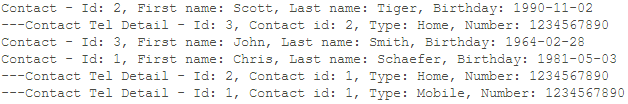 Contact - Id: 2, First name: Scott, Last name: Tiger, Birthday: 1990-11-02
---Contact Tel Detail - Id: 3, Contact id: 2, Type: Home, Number: 1234567890
Contact - Id: 3, First name: John, Last name: Smith, Birthday: 1964-02-28
Contact - Id: 1, First name: Chris, Last name: Schaefer, Birthday: 1981-05-03
---Contact Tel Detail - Id: 2, Contact id: 1, Type: Home, Number: 1234567890
---Contact Tel Detail - Id: 1, Contact id: 1, Type: Mobile, Number: 1234567890